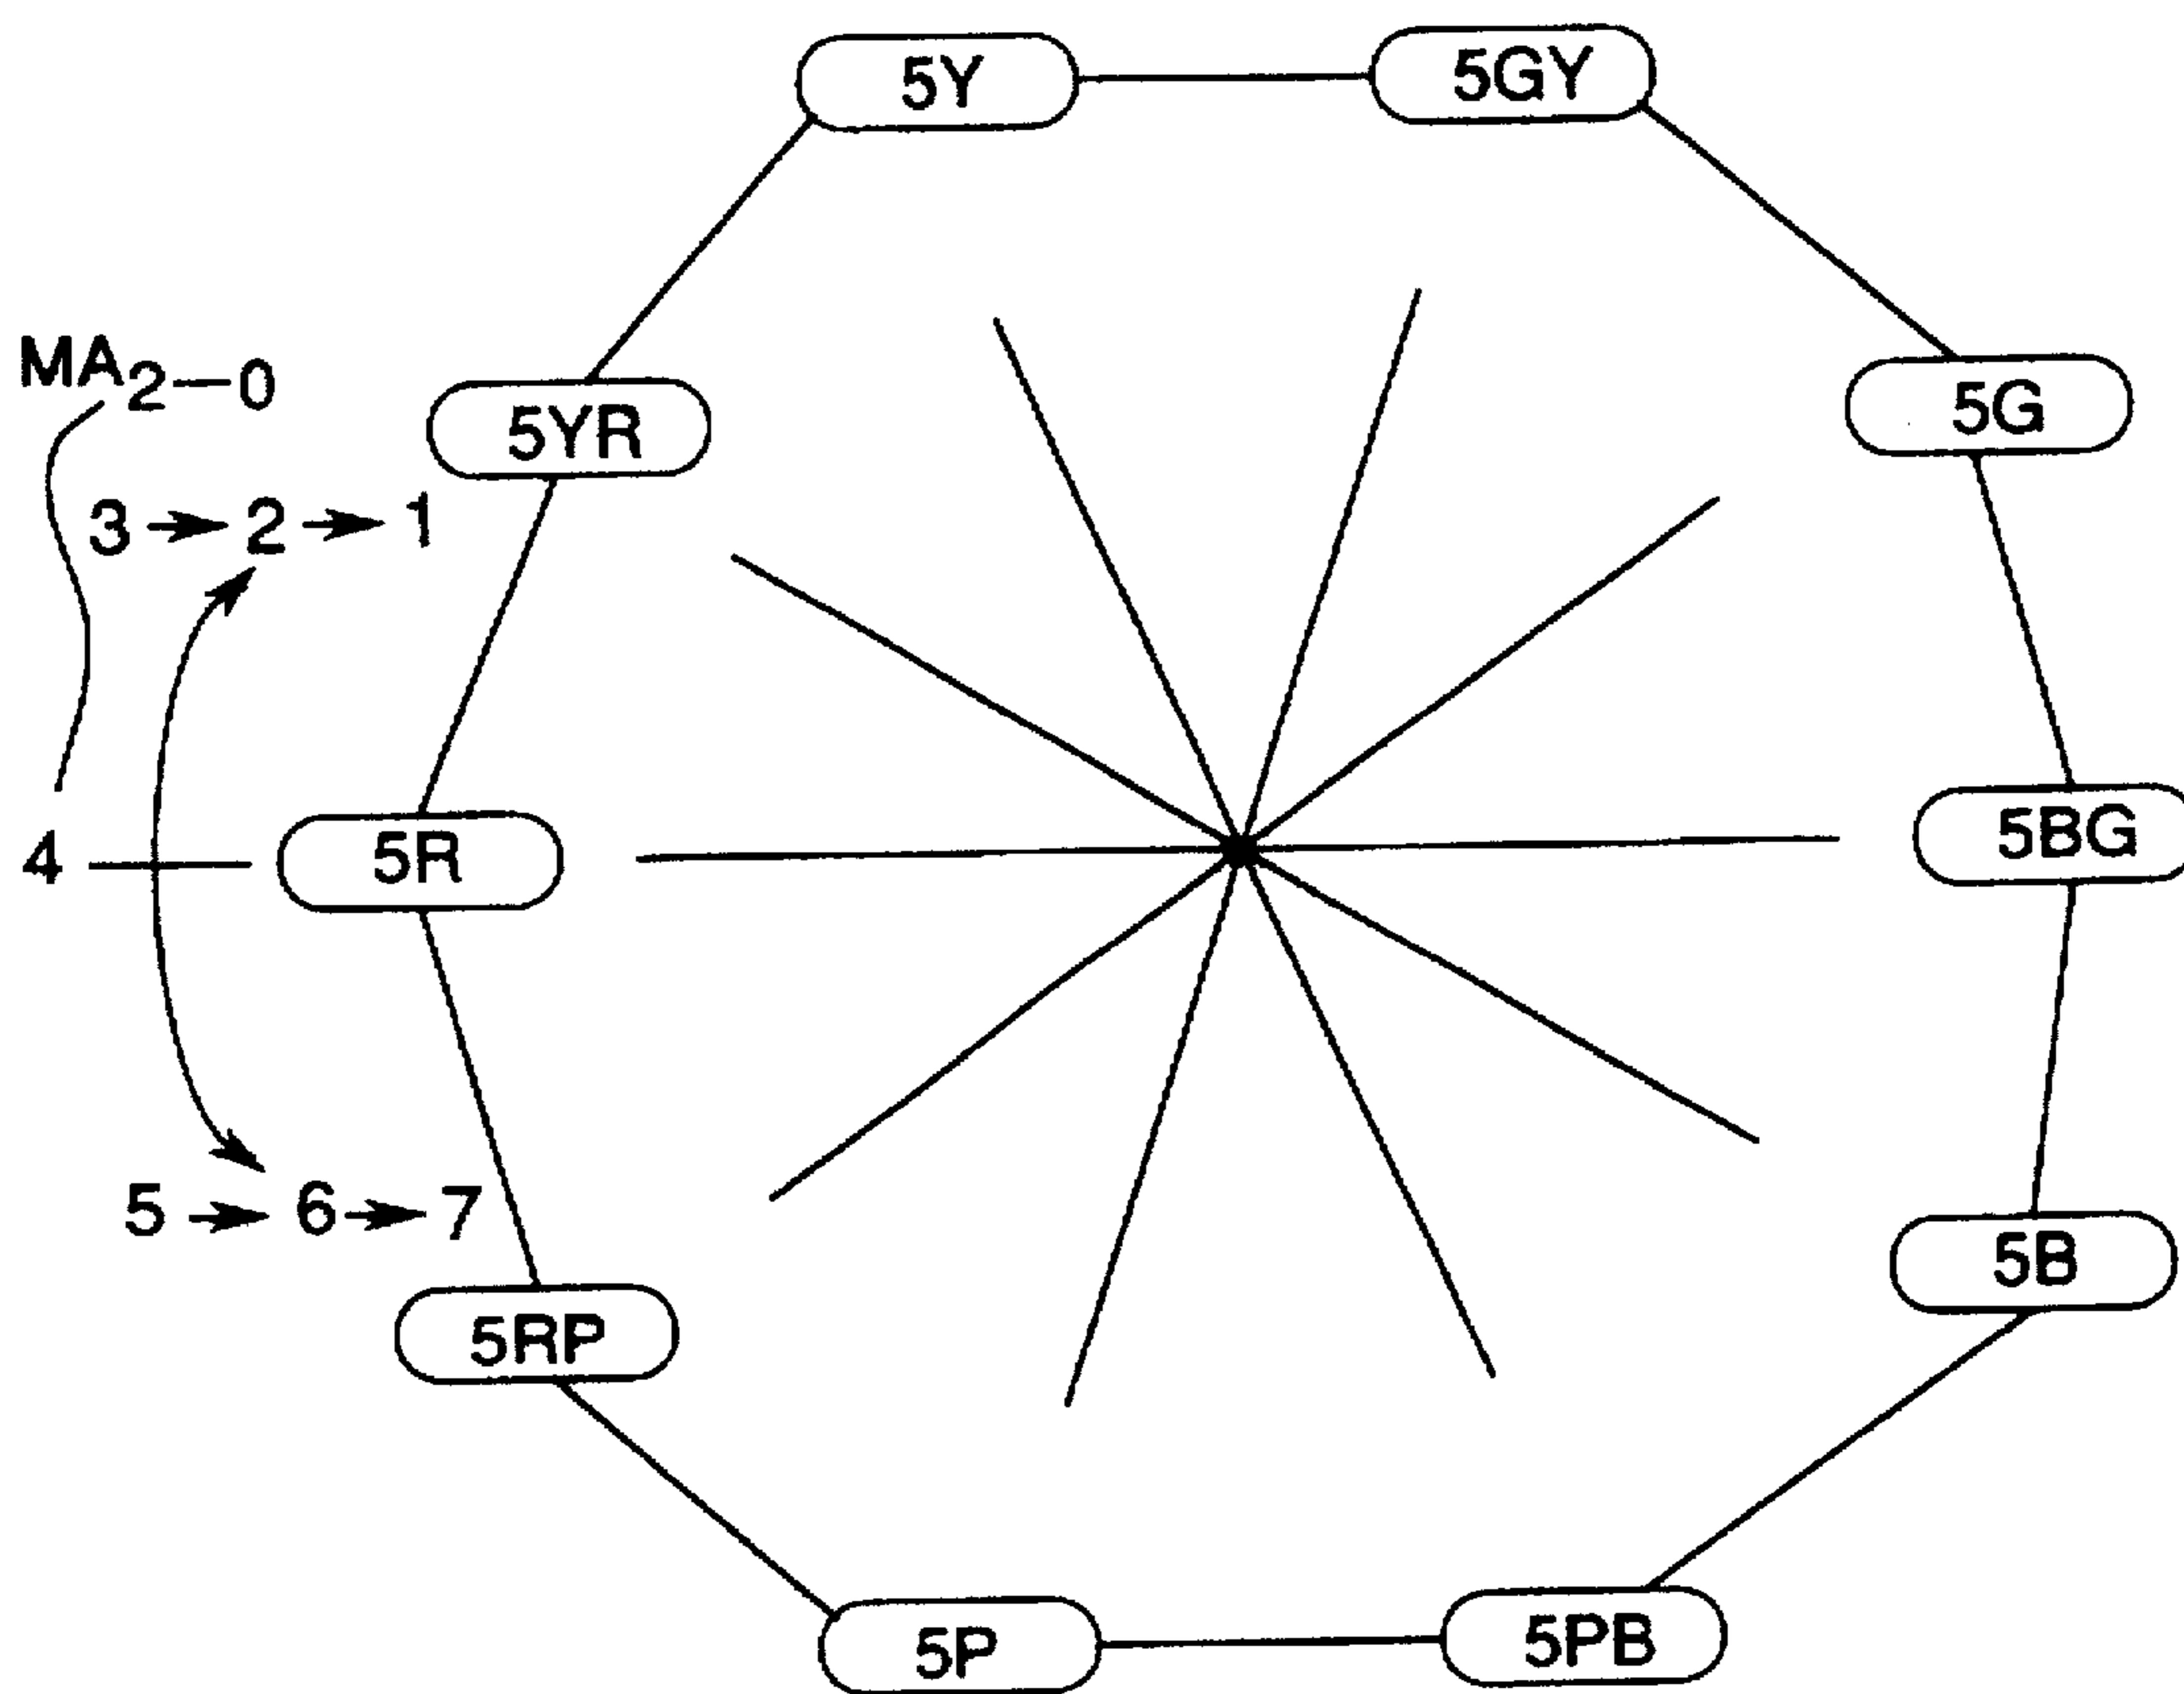 5Y 5GY
MA2-0
5YR 5G
3 → 2 → 1
4 5R 5BG
5 → 6 → 7
5B
5RP
5P 5PB